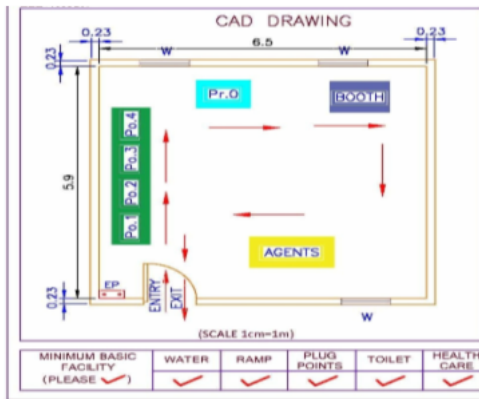 CAD DRAWING
0,23
6.5
0,23
W
W
0,23
Pr.O
BOOTH
Po.4
Po.3
Po.2
Po.1
5.9
AGENTS
EP
0,23
ENTRY
EXIT
W
(SCALE 1cm=1m)
MINIMUM BASIC
FACILITY
(PLEASE ✓)
WATER
RAMP
PLUG
POINTS
TOILET
HEALTH
CARE
✓ ✓ ✓ ✓ ✓